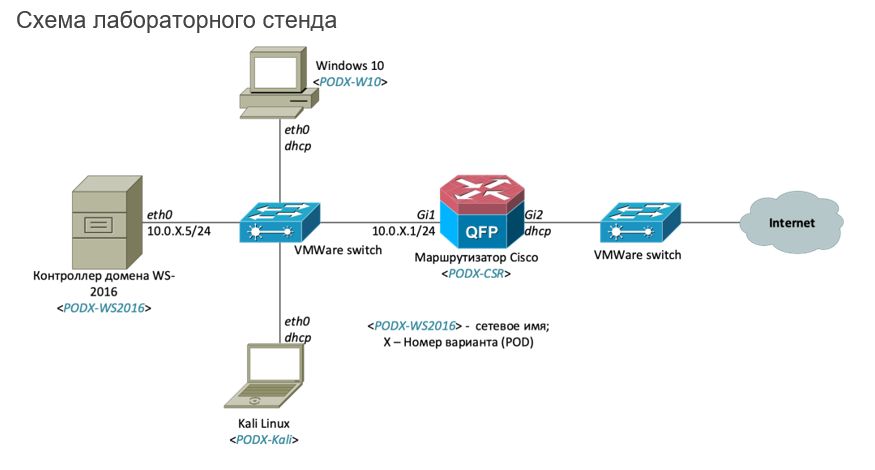 Схема лабораторного стенда
Windows 10
<PODX-W10>
eth0
dhcp
eth0
10.0.X.5/24
Gi1
10.0.X.1/24
QFP
Gi2
dhcp
Internet
VMWare switch
Маршрутизатор Cisco
<PODX-CSR>
VMWare switch
Контроллер домена WS-
2016
<PODX-WS2016>
eth0
dhcp
<PODX-WS2016> - сетевое имя;
X – Номер варианта (POD)
Kali Linux
<PODX-Kali>